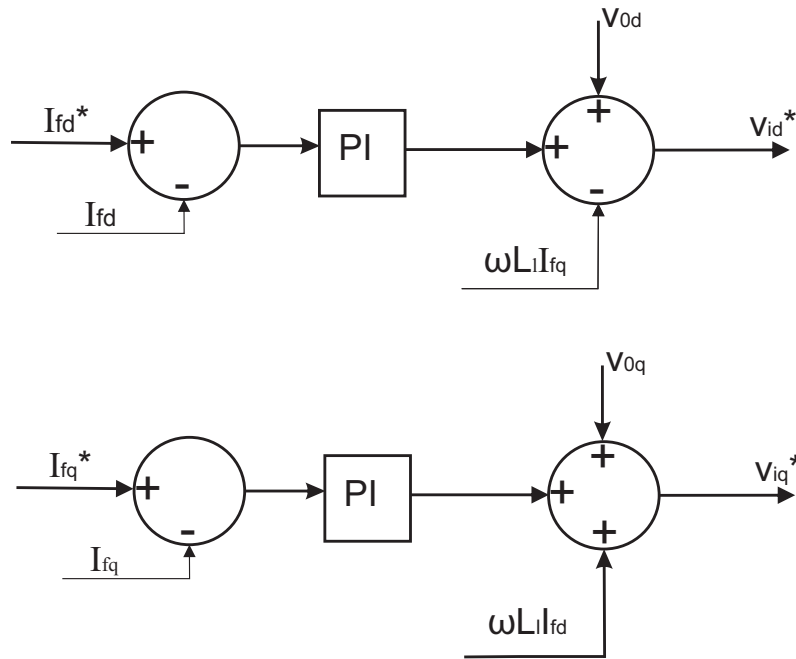 v0d
Ifd*
+
PI
+
+
vid*
-
-
Ifd
ωLlIfq
v0q
Ifq*
+
PI
+
+
viq*
-
+
Ifq
ωLlIfd